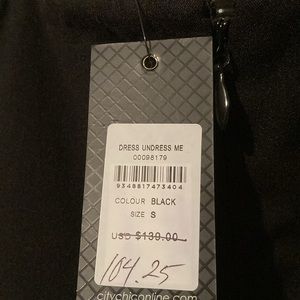 DRESS UNDRESS ME
00098179
9348817473404
COLOUR BLACK
SIZE S
USD $139.00
104.25
citychiconline.com